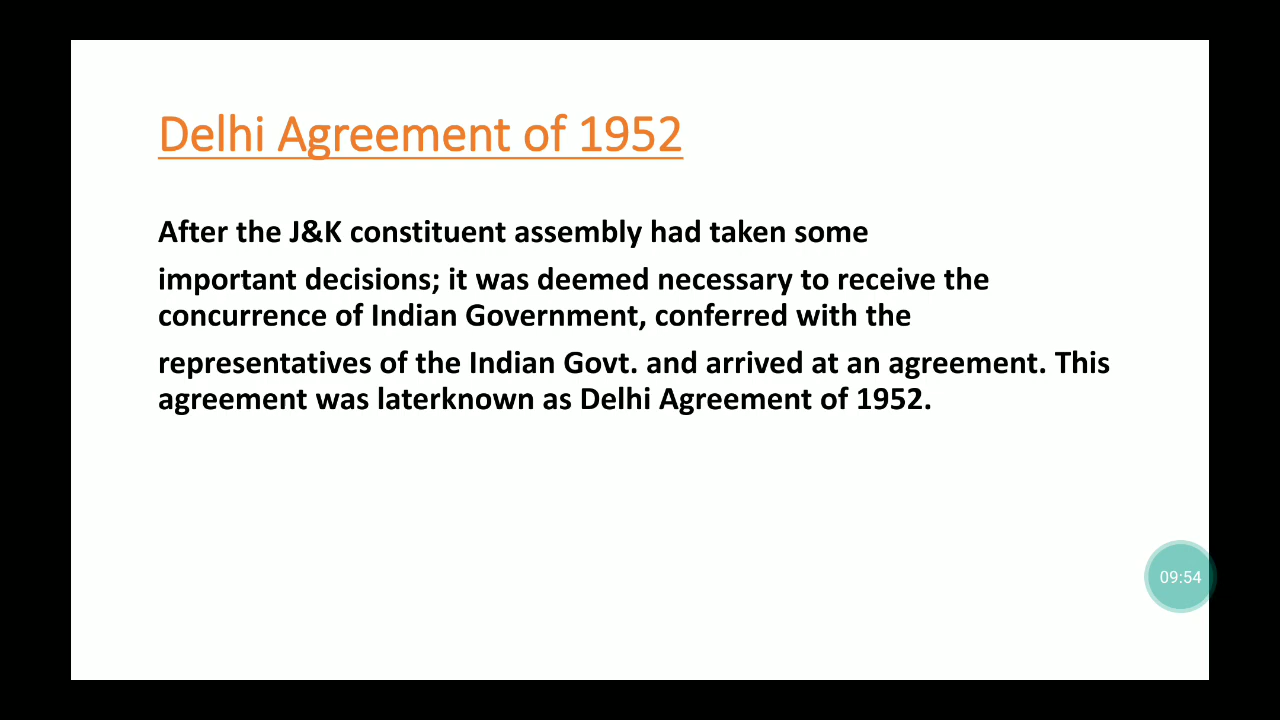 Delhi Agreement of 1952
After the J&K constituent assembly had taken some
important decisions; it was deemed necessary to receive the
concurrence of Indian Government, conferred with the
representatives of the Indian Govt. and arrived at an agreement. This
agreement was laterknown as Delhi Agreement of 1952.
09:54